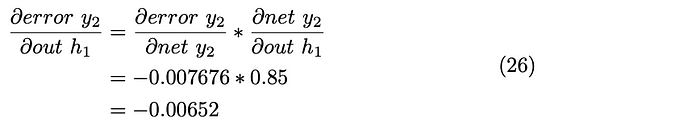 ∂error y₂ / ∂out h₁ = ∂error y₂ / ∂net y₂ ∗ ∂net y₂ / ∂out h₁
= −0.007676 ∗ 0.85
(26)
= −0.00652